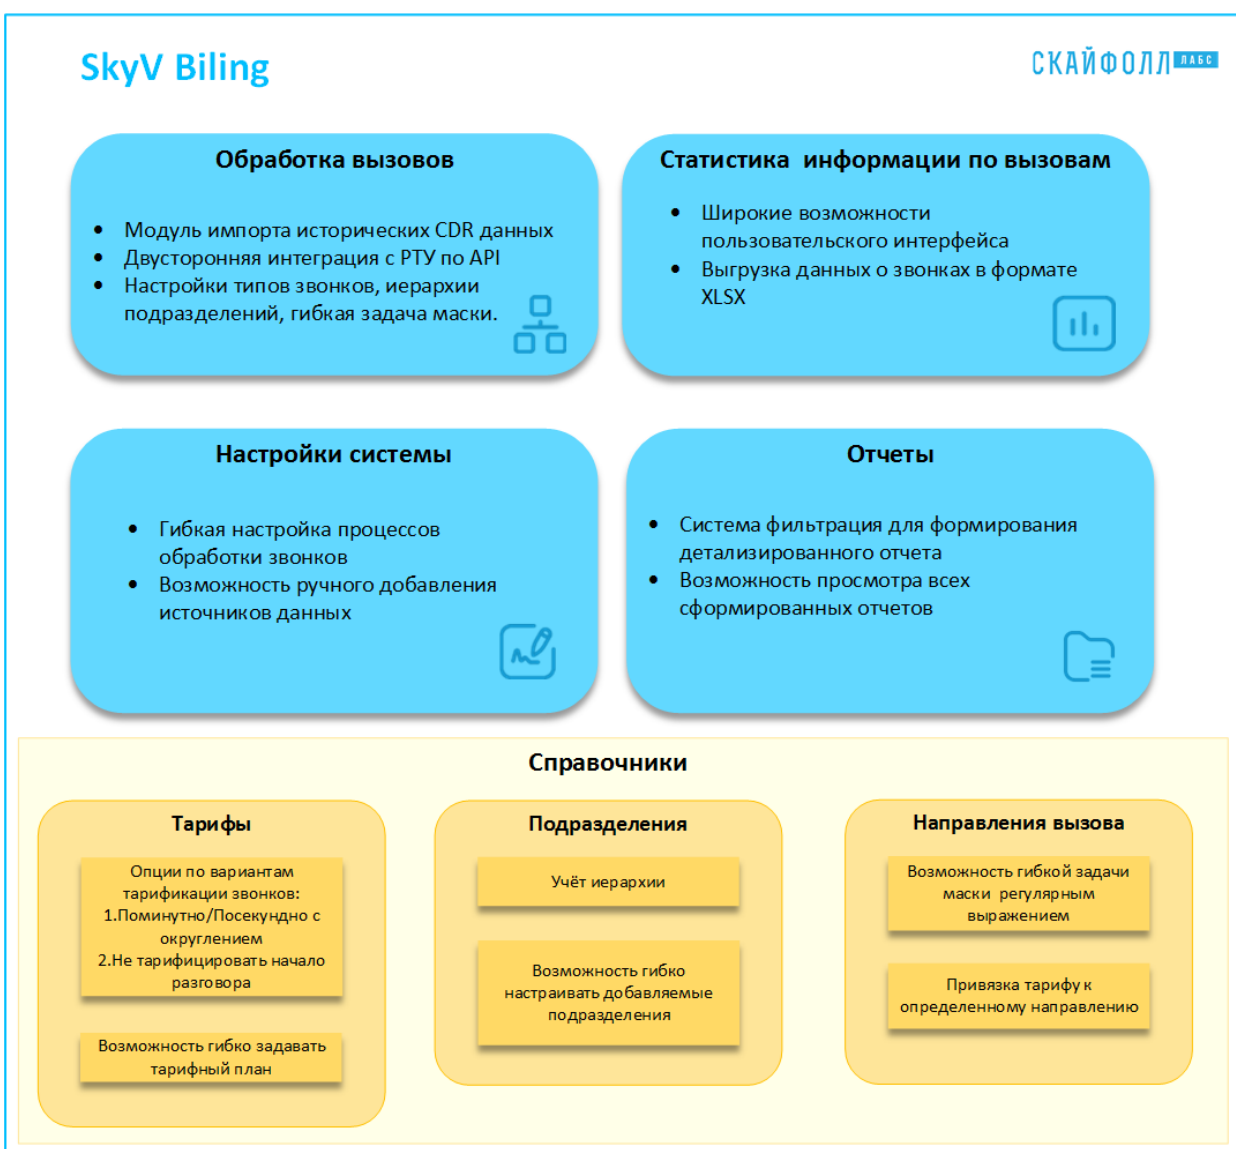 SkyV Biling
СКАЙФОЛЛ ЛАБС
Обработка вызовов
• Модуль импорта исторических CDR данных
• Двусторонняя интеграция с РТУ по API
• Настройки типов звонков, иерархии
подразделений, гибкая задача маски.
Статистика информации по вызовам
• Широкие возможности
пользовательского интерфейса
• Выгрузка данных о звонках в формате
XLSX
Настройки системы
• Гибкая настройка процессов
обработки звонков
• Возможность ручного добавления
источников данных
Отчеты
• Система фильтрация для формирования
детализированного отчета
• Возможность просмотра всех
сформированных отчетов
Справочники
Тарифы
Опции по вариантам
тарификации звонков:
1.Поминутно/Посекундно с
округлением
2.Не тарифицировать начало
разговора
Возможность гибко задавать
тарифный план
Подразделения
Учёт иерархии
Возможность гибко
настраивать добавляемые
подразделения
Направления вызова
Возможность гибкой задачи
маски регулярным
выражением
Привязка тарифу к
определенному направлению